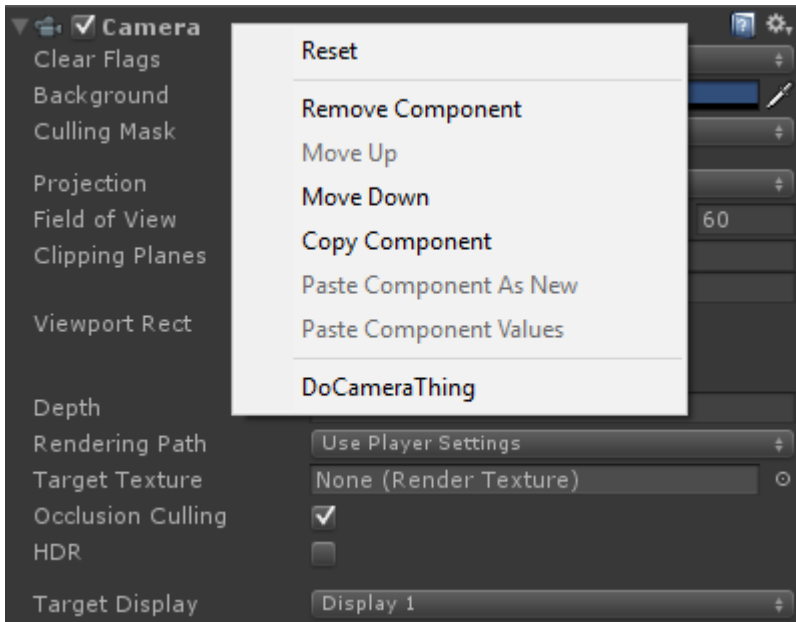 Camera
Clear Flags
Background
Culling Mask
Projection
Field of View 60
Clipping Planes
Viewport Rect
Depth
Reset
Remove Component
Move Up
Move Down
Copy Component
Paste Component As New
Paste Component Values
DoCameraThing
Rendering Path Use Player Settings
Target Texture None (Render Texture)
Occlusion Culling
HDR
Target Display Display 1